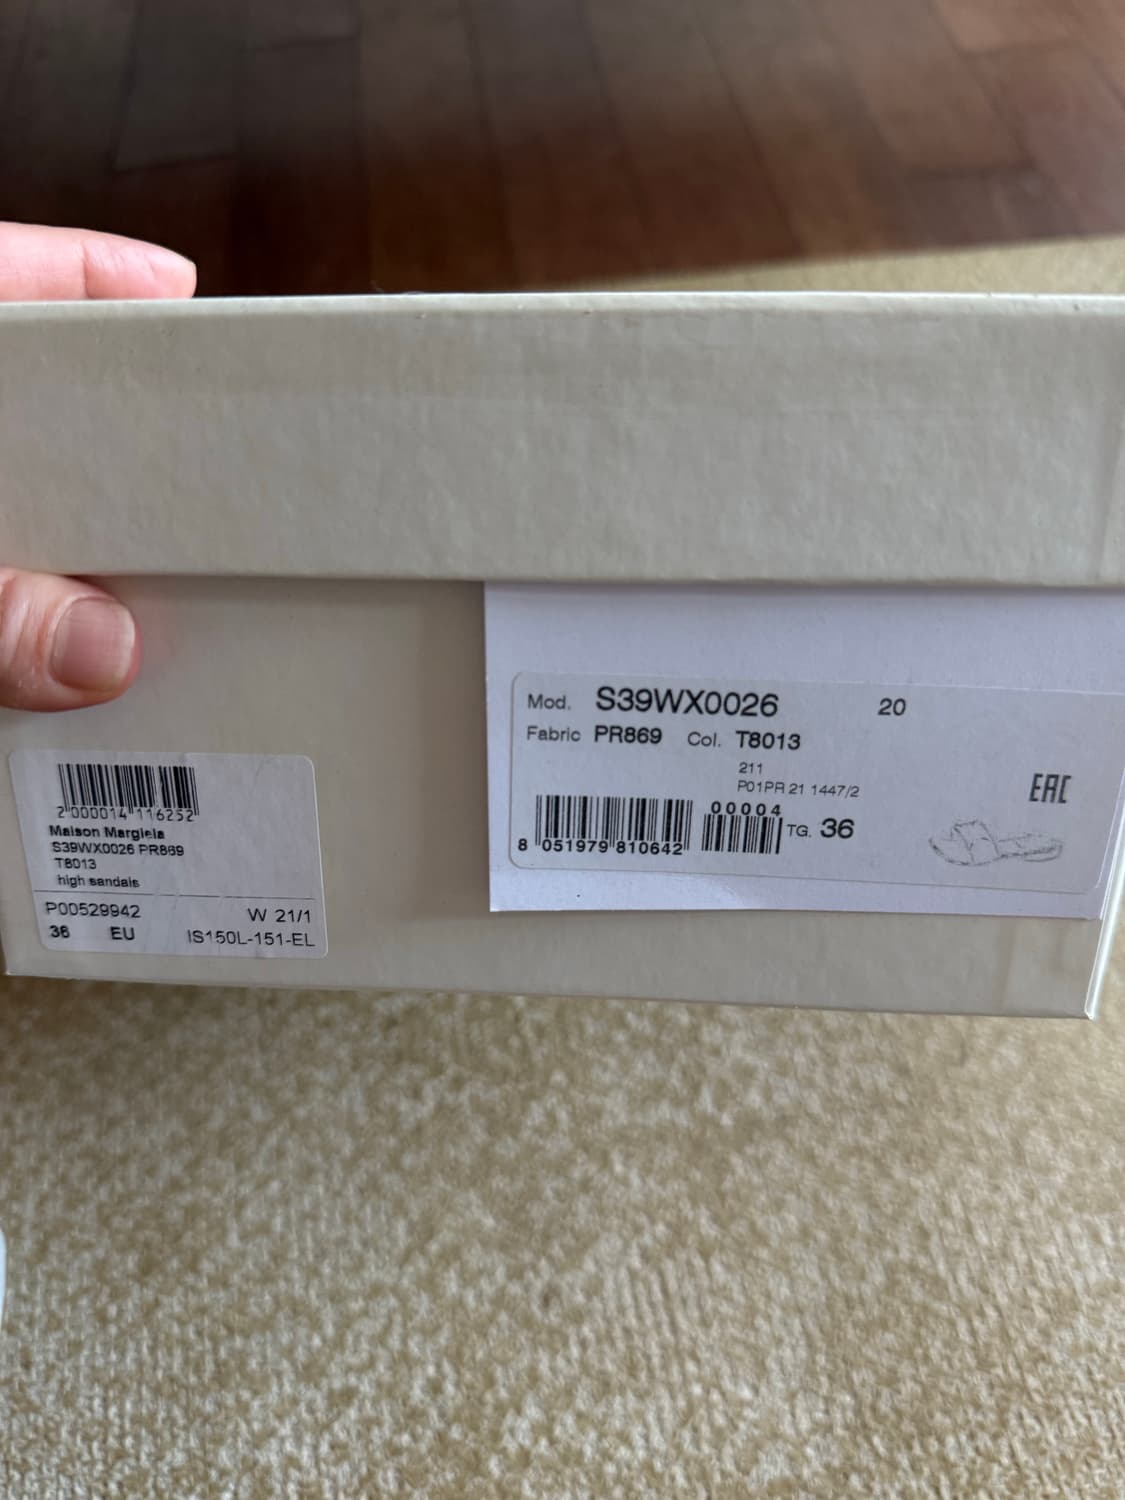 Mod. S39WX0026 20
Fabric PR869 Col. T8013
211
P01PR 21 1447/2
EAC
00004
TG. 36
8 051979 810642
2 000014 116252
Maison Margiela
S39WX0026 PR869
T8013
high sandals
P00529942 W 21/1
36 EU IS150L-151-EL